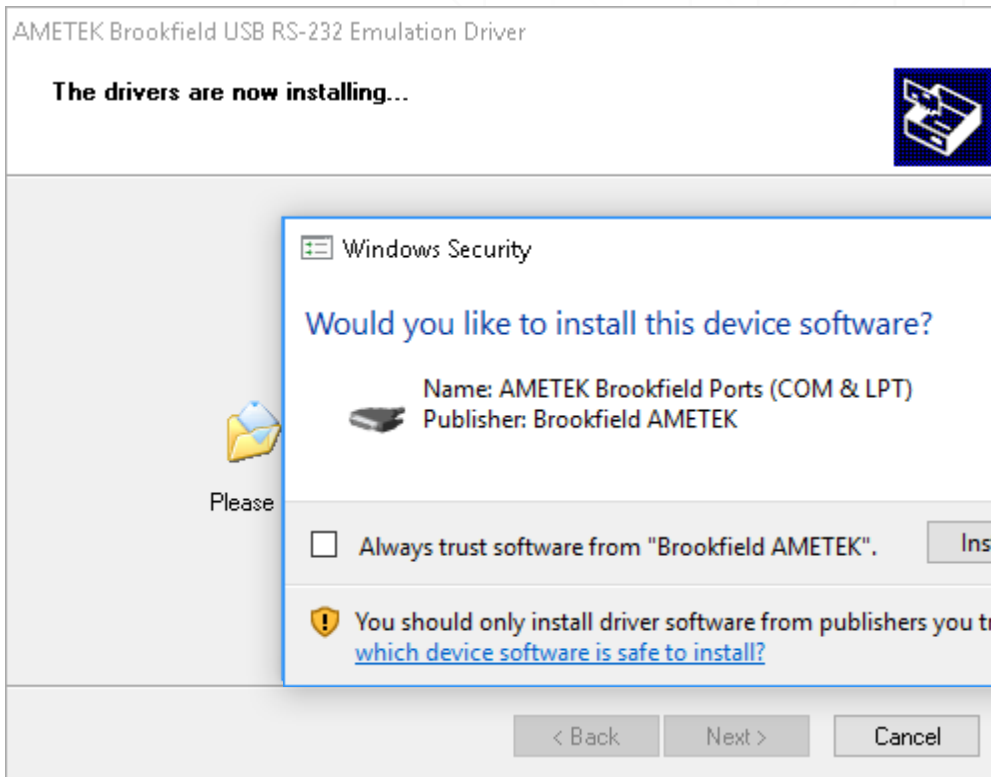 AMETEK Brookfield USB RS-232 Emulation Driver
The drivers are now installing...
Windows Security
Would you like to install this device software?
Name: AMETEK Brookfield Ports (COM & LPT)
Publisher: Brookfield AMETEK
Please
Always trust software from "Brookfield AMETEK".
Ins
You should only install driver software from publishers you tr
which device software is safe to install?
< Back
Next >
Cancel